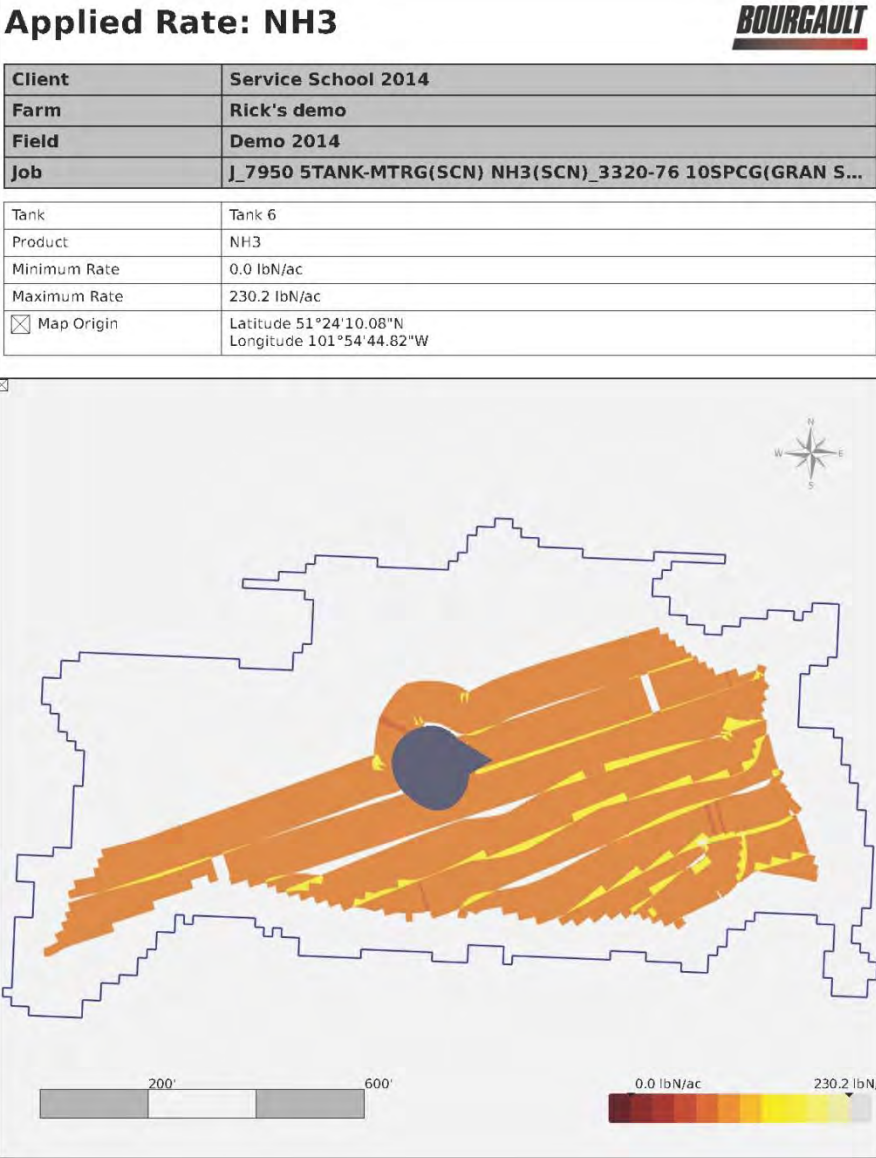 Applied Rate: NH3
BOURGAULT
Client Service School 2014
Farm Rick's demo
Field Demo 2014
Job J_7950 5TANK-MTRG(SCN) NH3(SCN)_3320-76 10SPCG(GRAN S...
Tank Tank 6
Product NH3
Minimum Rate 0.0 lbN/ac
Maximum Rate 230.2 lbN/ac
Map Origin Latitude 51°24'10.08"N
Longitude 101°54'44.82"W
N
W E
S
200' 600' 0.0 lbN/ac 230.2 lbN/